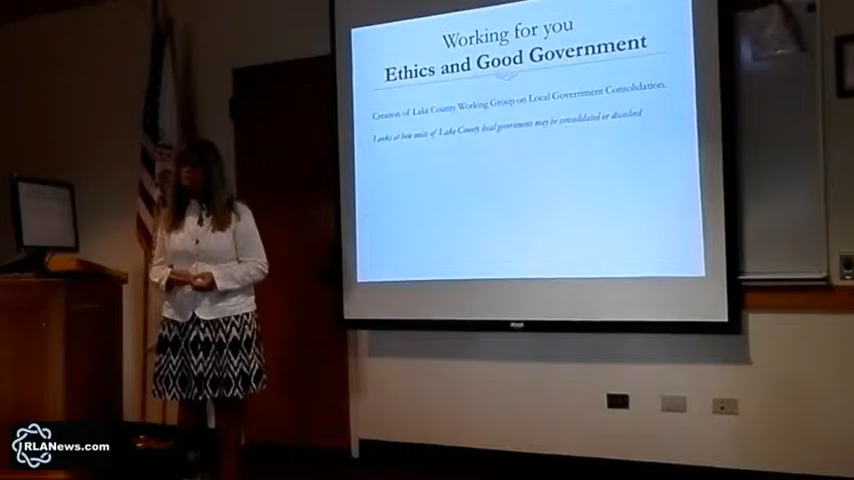 Working for you
Ethics and Good Government
Creation of Lake County Working Group on Local Government Consolidation.
Looks at how units of Lake County local government may be consolidated or dissolved
RLANews.com